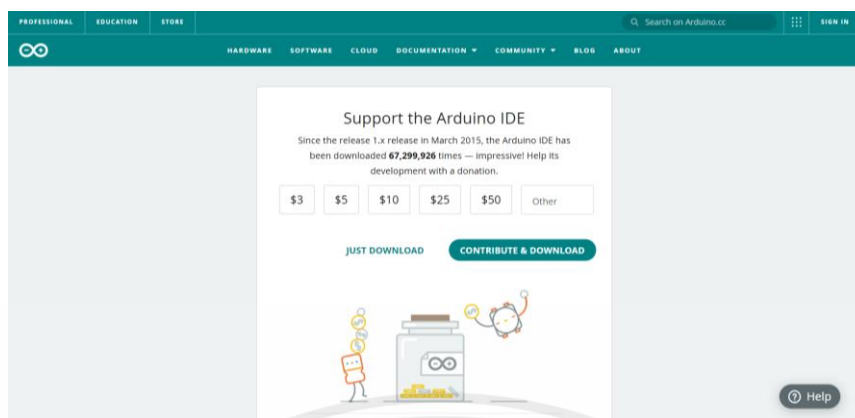 PROFESSIONAL EDUCATION STORE Search on Arduino.cc SIGN IN
HARDWARE SOFTWARE CLOUD DOCUMENTATION COMMUNITY BLOG ABOUT
Support the Arduino IDE
Since the release 1.x release in March 2015, the Arduino IDE has
been downloaded 67,299,926 times — impressive! Help its
development with a donation.
$3 $5 $10 $25 $50 Other
JUST DOWNLOAD CONTRIBUTE & DOWNLOAD
Help